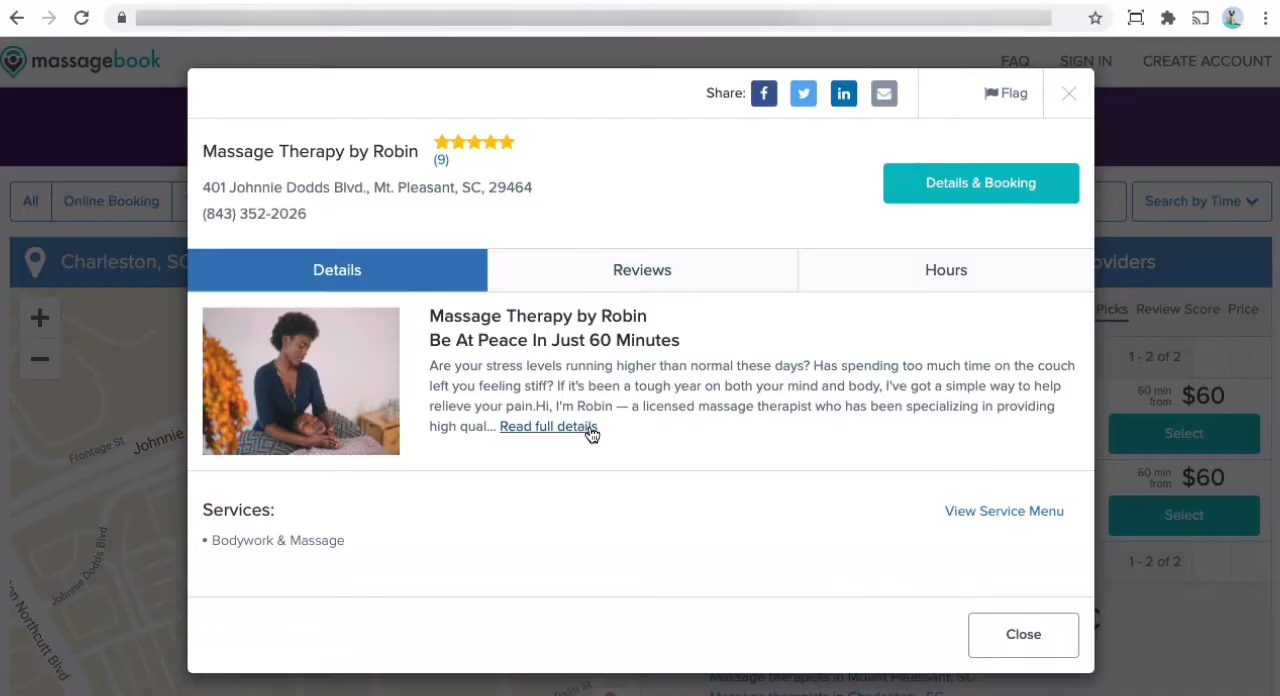 massagebook
FAQ
SIGN IN
CREATE ACCOUNT
Share:
Flag
Massage Therapy by Robin
(9)
401 Johnnie Dodds Blvd., Mt. Pleasant, SC, 29464
(843) 352-2026
Details & Booking
All
Online Booking
Search by Time
Charleston, SC
oviders
Details
Reviews
Hours
Picks
Review Score
Price
Massage Therapy by Robin
Be At Peace In Just 60 Minutes
Are your stress levels running higher than normal these days? Has spending too much time on the couch
left you feeling stiff? If it's been a tough year on both your mind and body, I've got a simple way to help
relieve your pain.Hi, I'm Robin — a licensed massage therapist who has been specializing in providing
high qual... Read full details
1 - 2 of 2
60 min
from $60
Select
60 min
from $60
Select
1 - 2 of 2
Frontage St
Johnnie
Johnnie Dodds Blvd
on Northcutt Blvd
Services:
View Service Menu
• Bodywork & Massage
Close
Massage therapists in Mount Pleasant, SC